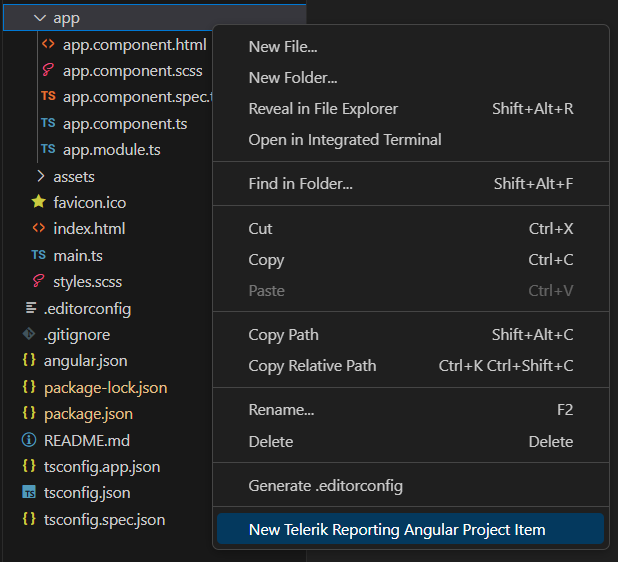 app
app.component.html
app.component.scss
app.component.spec.t
TS app.component.ts
TS app.module.ts
assets
favicon.ico
index.html
TS main.ts
styles.scss
.editorconfig
.gitignore
{} angular.json
{} package-lock.json
{} package.json
README.md
{} tsconfig.app.json
TS tsconfig.json
{} tsconfig.spec.json
New File...
New Folder...
Reveal in File Explorer Shift+Alt+R
Open in Integrated Terminal
Find in Folder... Shift+Alt+F
Cut Ctrl+X
Copy Ctrl+C
Paste Ctrl+V
Copy Path Shift+Alt+C
Copy Relative Path Ctrl+K Ctrl+Shift+C
Rename... F2
Delete Delete
Generate .editorconfig
New Telerik Reporting Angular Project Item